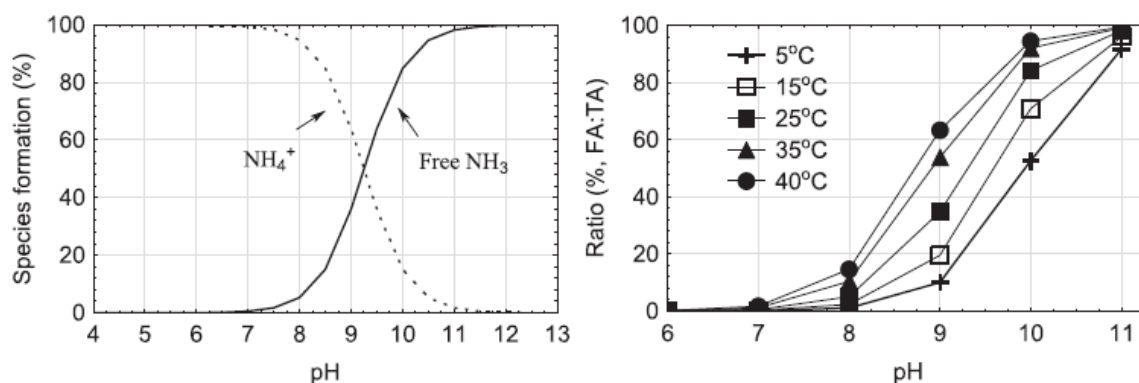 Species formation (%)
100
80
60
40
20
0
NH₄⁺
Free NH₃
4 5 6 7 8 9 10 11 12 13
pH
Ratio (%, FA:TA)
100
80
60
40
20
0
5°C
15°C
25°C
35°C
40°C
6 7 8 9 10 11
pH